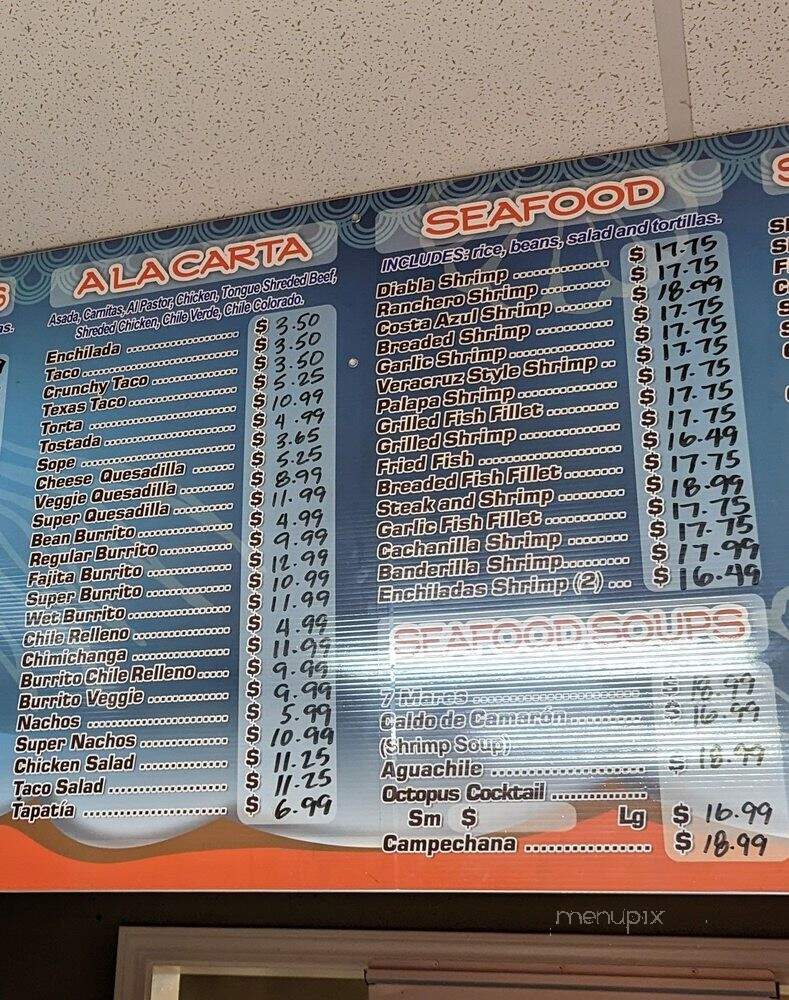 A LA CARTA
Asada, Carnitas, Al Pastor, Chicken, Tongue Shreded Beef,
Shreded Chicken, Chile Verde, Chile Colorado.
Enchilada $ 3.50
Taco $ 3.50
Crunchy Taco $ 3.50
Texas Taco $ 5.25
Torta $ 10.99
Tostada $ 4.99
Sope $ 3.65
Cheese Quesadilla $ 5.25
Veggie Quesadilla $ 8.99
Super Quesadilla $ 11.99
Bean Burrito $ 4.99
Regular Burrito $ 9.99
Fajita Burrito $ 12.99
Super Burrito $ 10.99
Wet Burrito $ 11.99
Chile Relleno $ 4.99
Chimichanga $ 11.99
Burrito Chile Relleno $ 9.99
Burrito Veggie $ 9.99
Nachos $ 5.99
Super Nachos $ 10.99
Chicken Salad $ 11.25
Taco Salad $ 11.25
Tapatía $ 6.99
SEAFOOD
INCLUDES: rice, beans, salad and tortillas.
Diabla Shrimp $ 17.75
Ranchero Shrimp $ 17.75
Costa Azul Shrimp $ 18.99
Breaded Shrimp $ 17.75
Garlic Shrimp $ 17.75
Veracruz Style Shrimp $ 17.75
Palapa Shrimp $ 17.75
Grilled Fish Fillet $ 17.75
Grilled Shrimp $ 17.75
Fried Fish $ 16.49
Breaded Fish Fillet $ 17.75
Steak and Shrimp $ 18.99
Garlic Fish Fillet $ 17.75
Cachanilla Shrimp $ 17.75
Banderilla Shrimp $ 17.99
Enchiladas Shrimp (2) $ 16.49
SEAFOOD SOUPS
7 Mares $ 18.99
Caldo de Camarón $ 16.99
(Shrimp Soup)
Aguachile $ 18.99
Octopus Cocktail
Sm $ Lg $ 16.99
Campechana $ 18.99
menupix